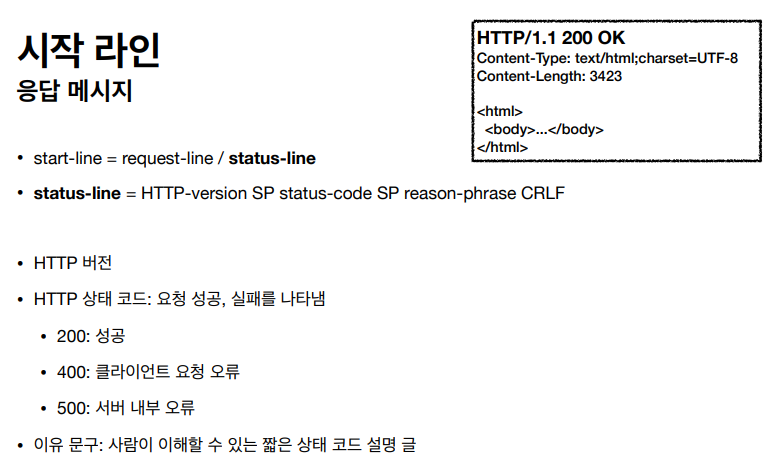 시작 라인
응답 메시지
HTTP/1.1 200 OK
Content-Type: text/html;charset=UTF-8
Content-Length: 3423
<html>
<body>...</body>
</html>
• start-line = request-line / status-line
• status-line = HTTP-version SP status-code SP reason-phrase CRLF
• HTTP 버전
• HTTP 상태 코드: 요청 성공, 실패를 나타냄
• 200: 성공
• 400: 클라이언트 요청 오류
• 500: 서버 내부 오류
• 이유 문구: 사람이 이해할 수 있는 짧은 상태 코드 설명 글